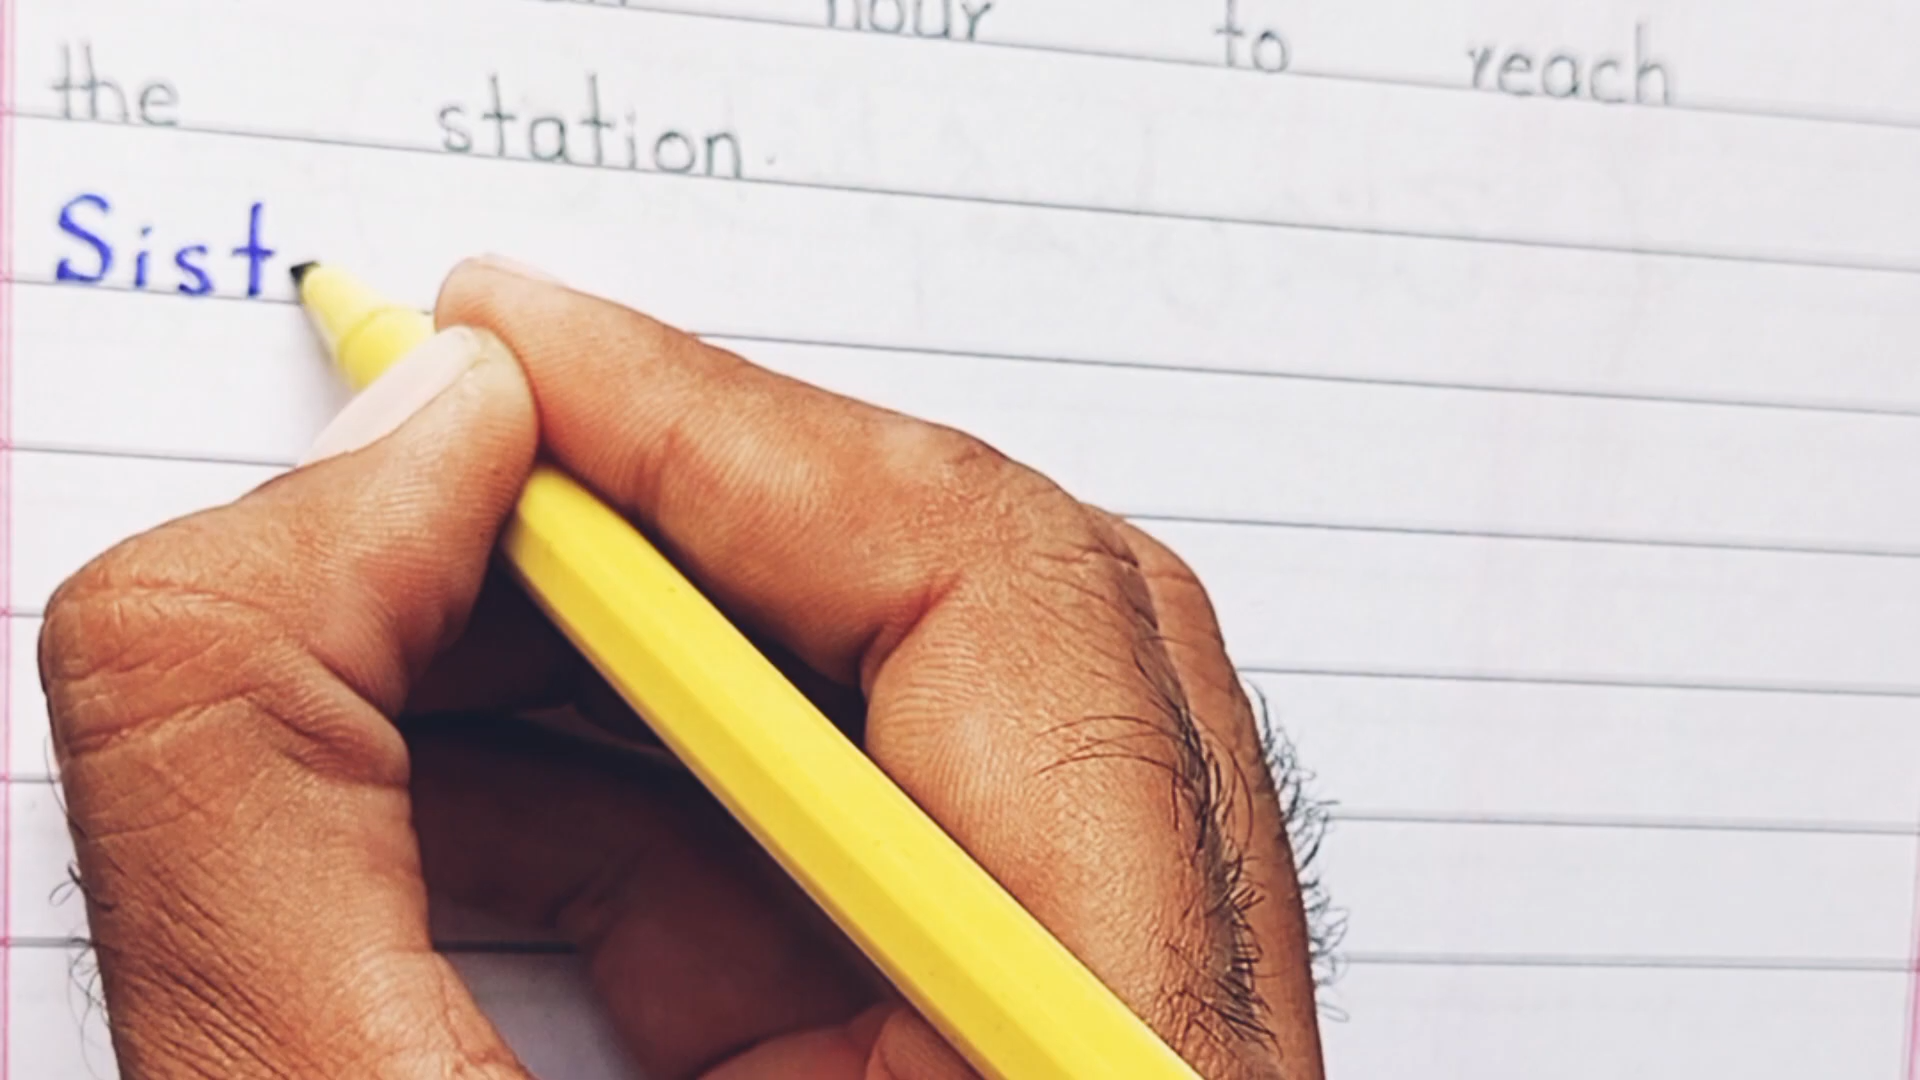 hour to reach
the station.
Sist